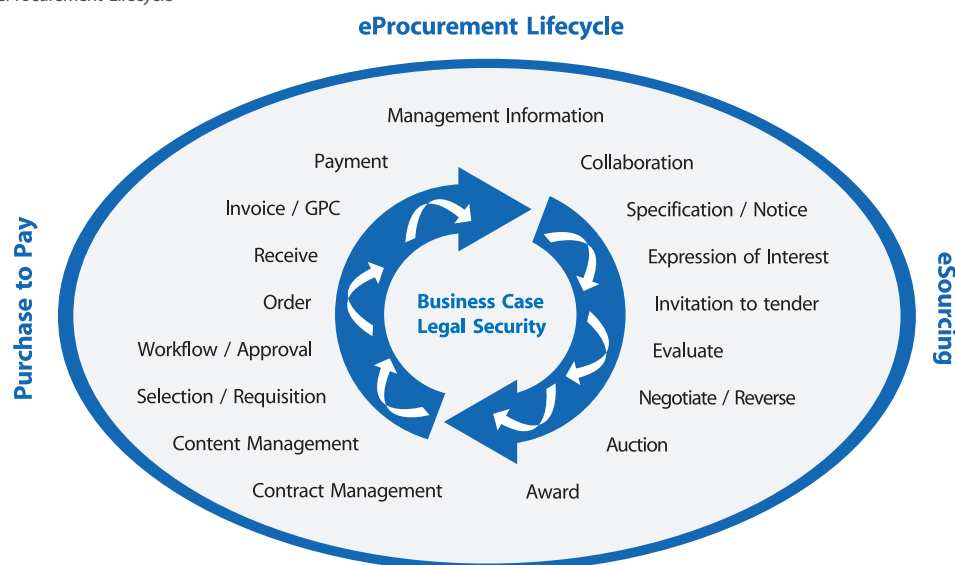 eProcurement Lifecycle
eProcurement Lifecycle
Management Information
Payment
Collaboration
Invoice / GPC
Specification / Notice
Receive
Expression of Interest
Order
Invitation to tender
Workflow / Approval
Evaluate
Selection / Requisition
Negotiate / Reverse
Content Management
Auction
Contract Management
Award
Business Case
Legal Security
Purchase to Pay
eSourcing